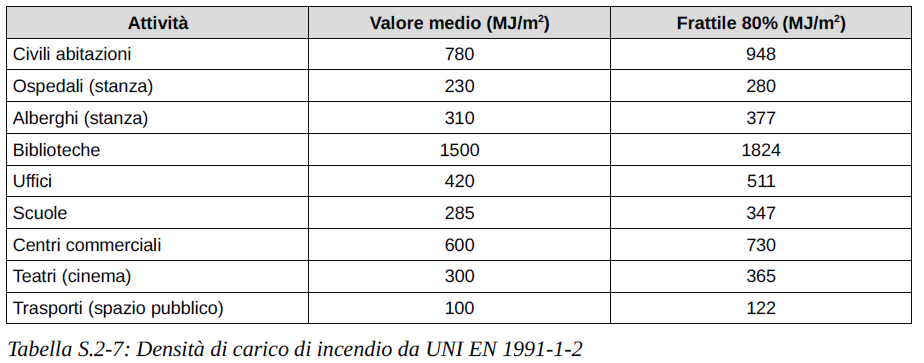 Attività Valore medio (MJ/m²) Frattile 80% (MJ/m²)
Civili abitazioni 780 948
Ospedali (stanza) 230 280
Alberghi (stanza) 310 377
Biblioteche 1500 1824
Uffici 420 511
Scuole 285 347
Centri commerciali 600 730
Teatri (cinema) 300 365
Trasporti (spazio pubblico) 100 122
Tabella S.2-7: Densità di carico di incendio da UNI EN 1991-1-2